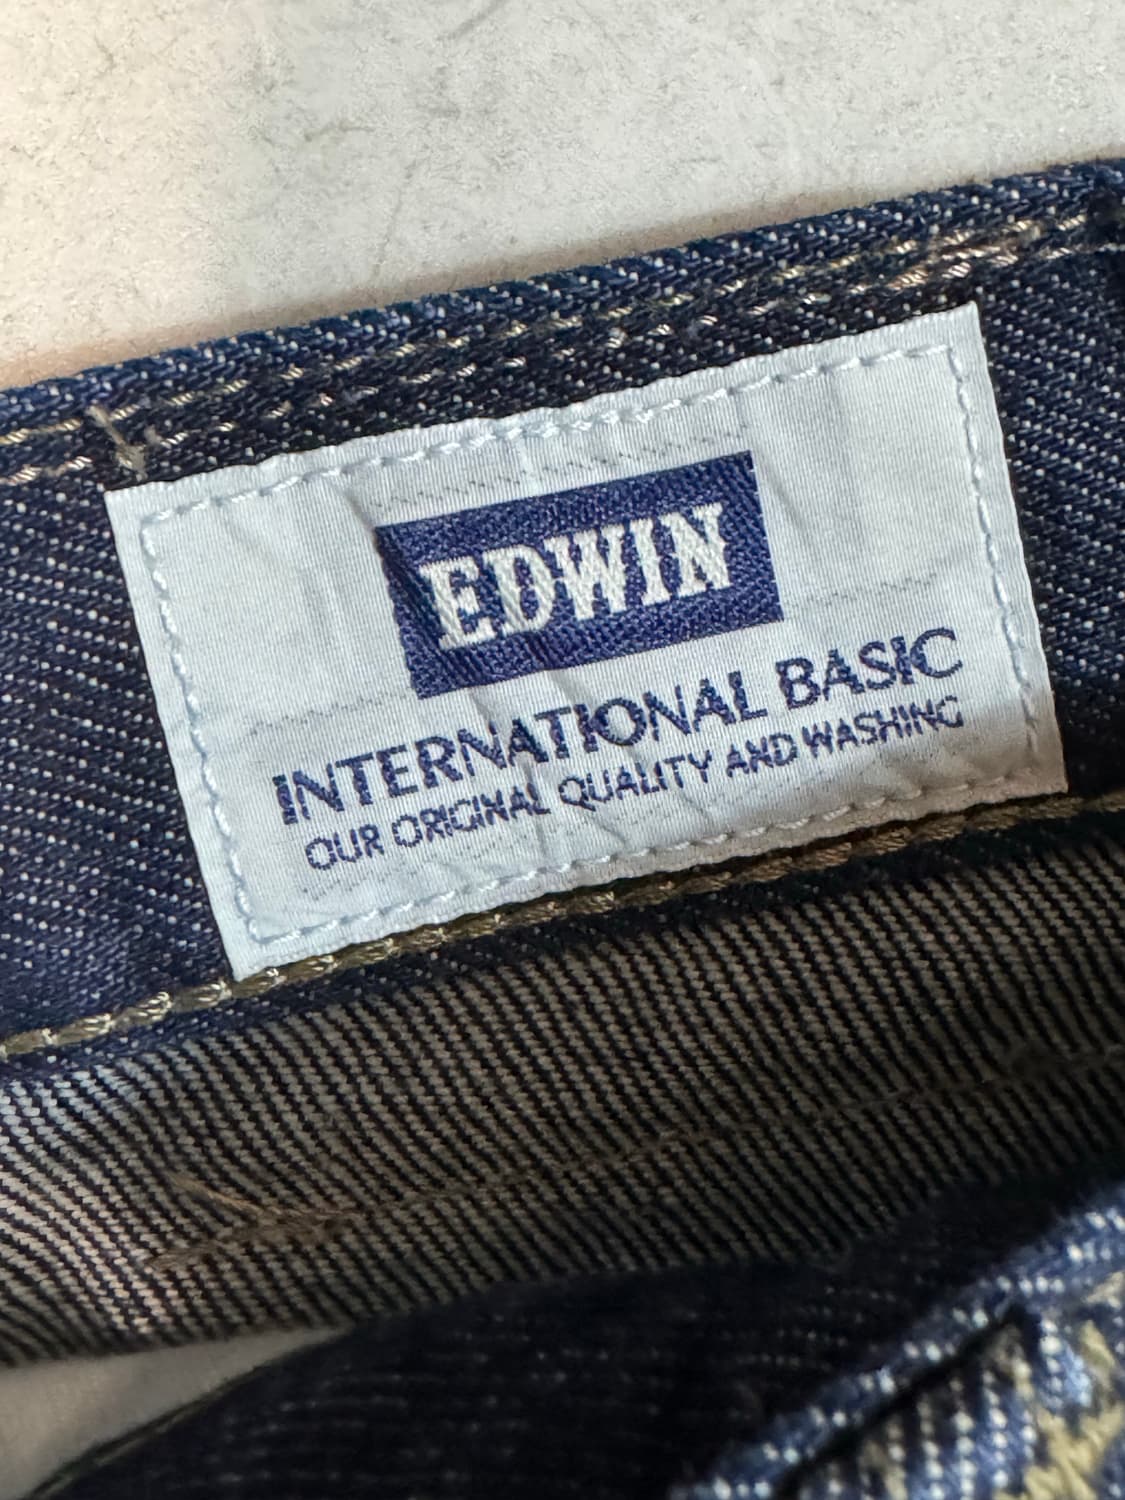 EDWIN
INTERNATIONAL BASIC
OUR ORIGINAL QUALITY AND WASHING